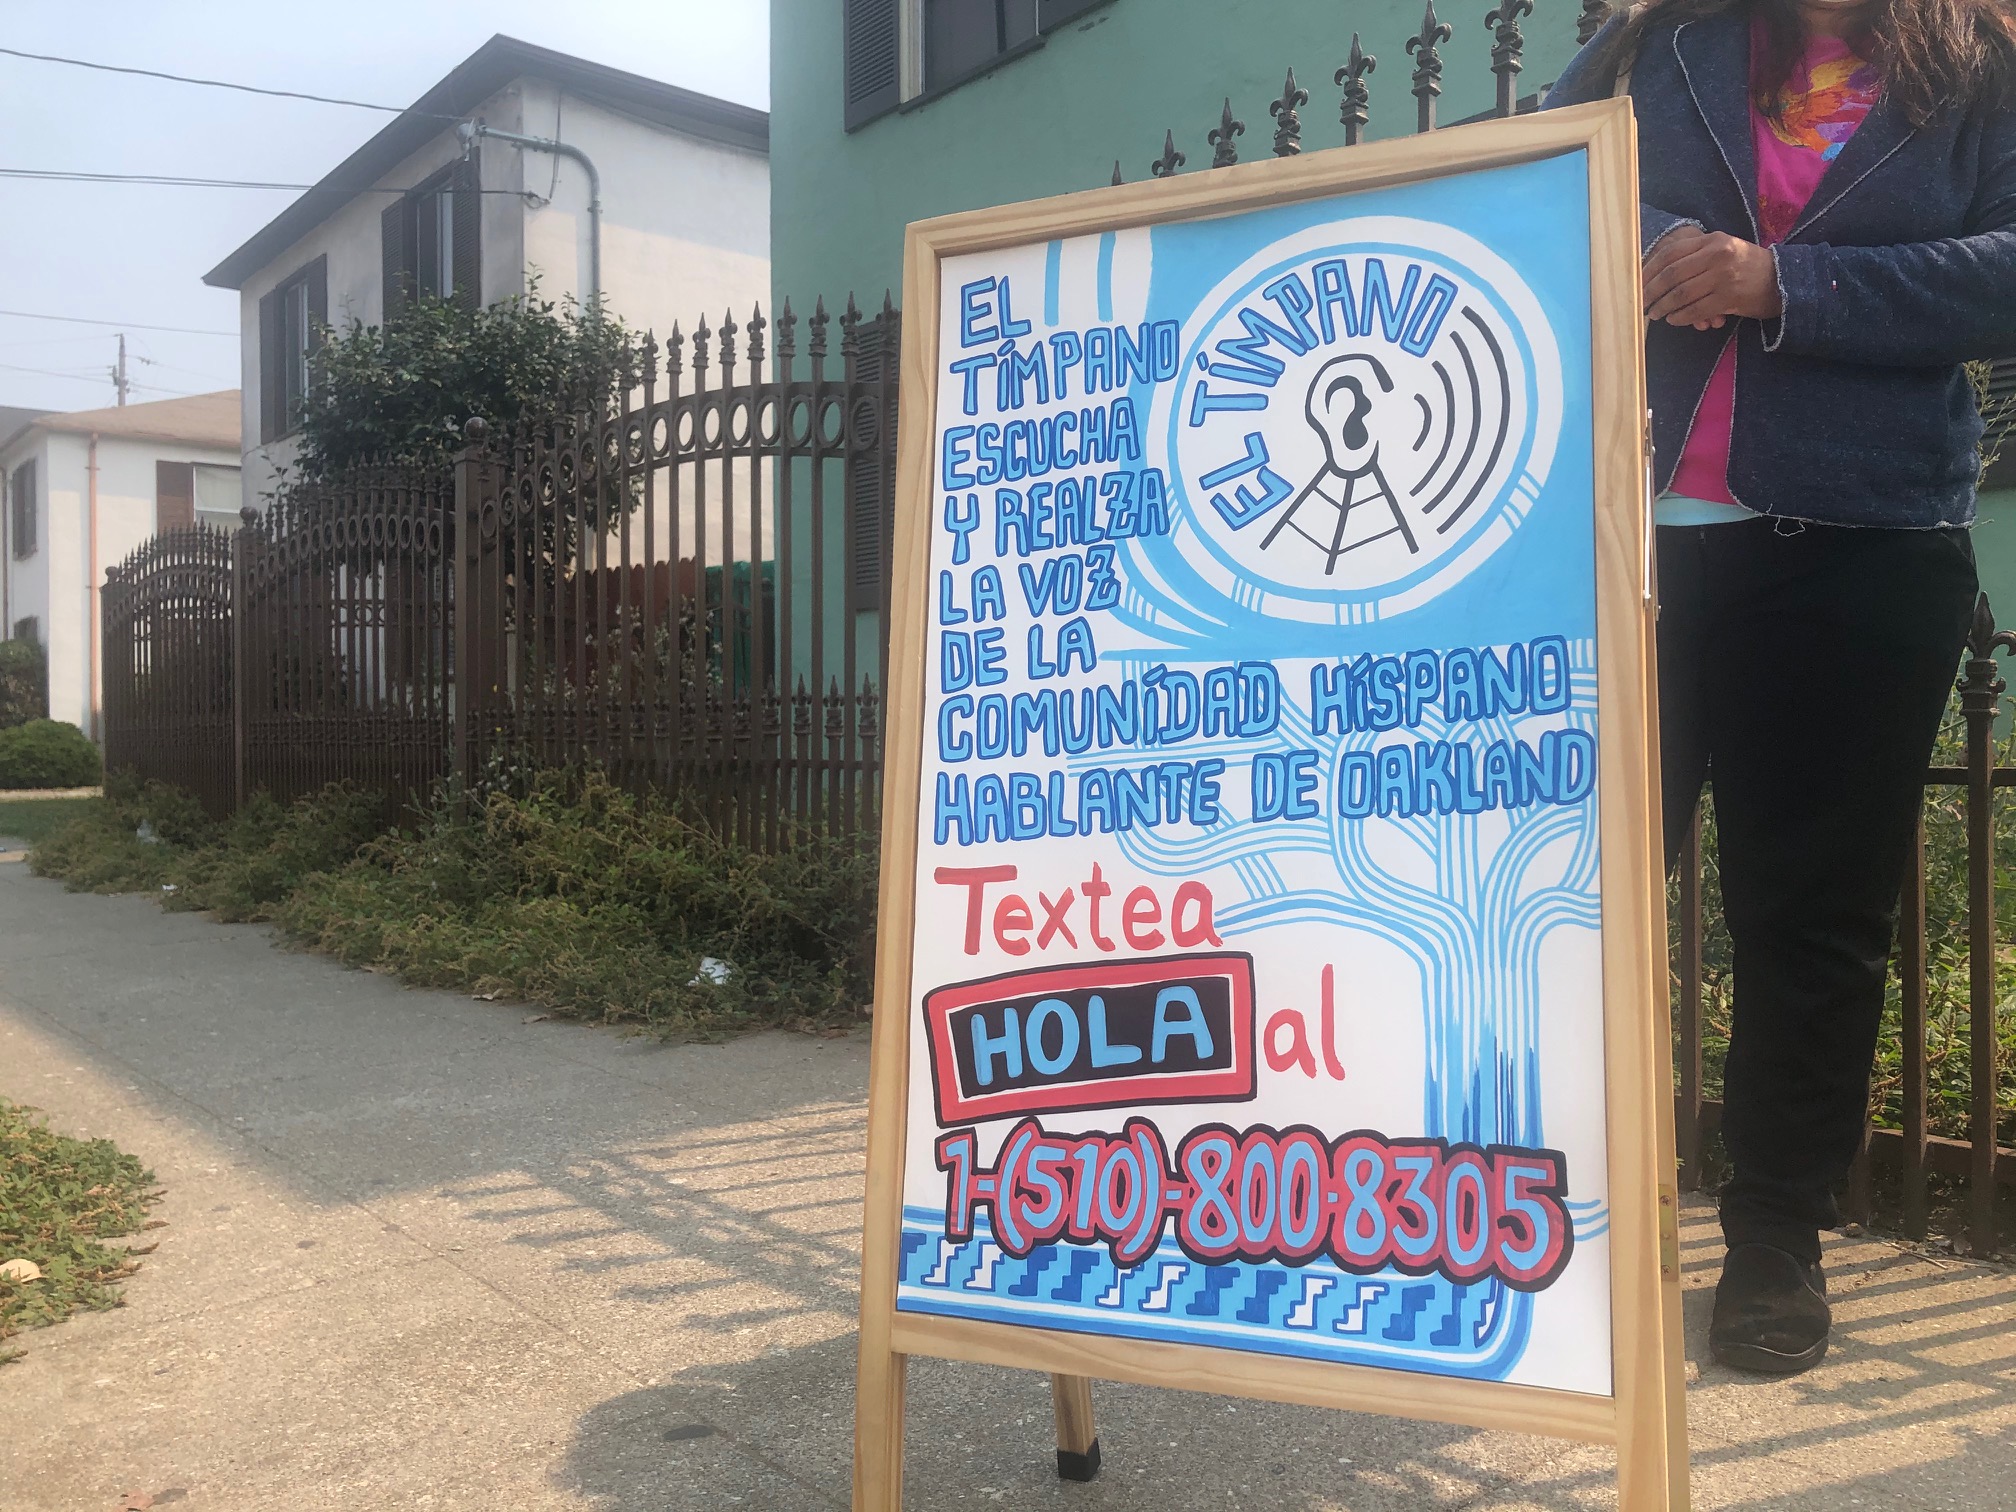 EL
TÍMPANO
ESCUCHA
Y REALZA
LA VOZ
DE LA
COMUNIDAD HISPANO
HABLANTE DE OAKLAND
EL TÍMPANO
Textea
HOLA al
1-(510)-800-8305